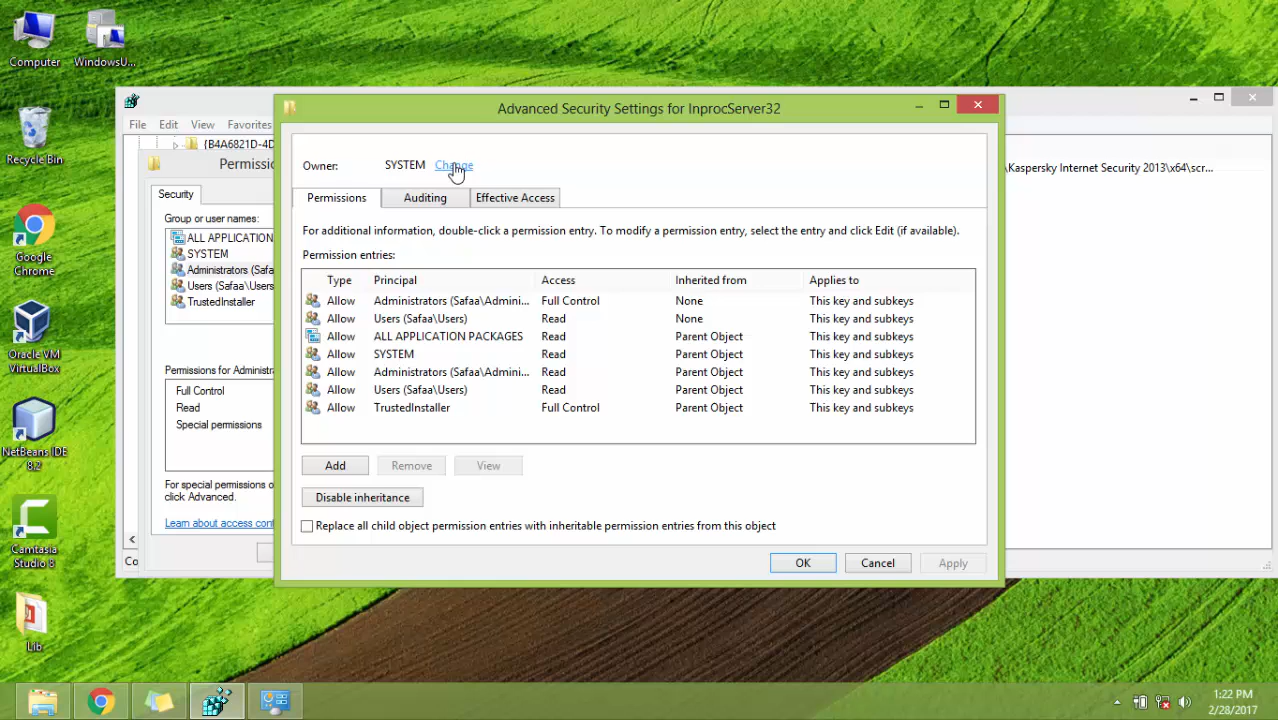 Computer
WindowsU...
Recycle Bin
Google
Chrome
Oracle VM
VirtualBox
NetBeans IDE
8.2
Camtasia
Studio 8
Lib
File Edit View Favorites
{B4A6821D-4D
Permission
Security
Group or user names:
ALL APPLICATION
SYSTEM
Administrators (Safa
Users (Safaa\Users)
TrustedInstaller
Permissions for Administra
Full Control
Read
Special permissions
For special permissions o
click Advanced.
Learn about access cont
Co
\Kaspersky Internet Security 2013\x64\scr...
Advanced Security Settings for InprocServer32
Owner: SYSTEM Change
Permissions Auditing Effective Access
For additional information, double-click a permission entry. To modify a permission entry, select the entry and click Edit (if available).
Permission entries:
Type Principal Access Inherited from Applies to
Allow Administrators (Safaa\Admini... Full Control None This key and subkeys
Allow Users (Safaa\Users) Read None This key and subkeys
Allow ALL APPLICATION PACKAGES Read Parent Object This key and subkeys
Allow SYSTEM Read Parent Object This key and subkeys
Allow Administrators (Safaa\Admini... Read Parent Object This key and subkeys
Allow Users (Safaa\Users) Read Parent Object This key and subkeys
Allow TrustedInstaller Full Control Parent Object This key and subkeys
Add Remove View
Disable inheritance
Replace all child object permission entries with inheritable permission entries from this object
OK Cancel Apply
1:22 PM
2/28/2017